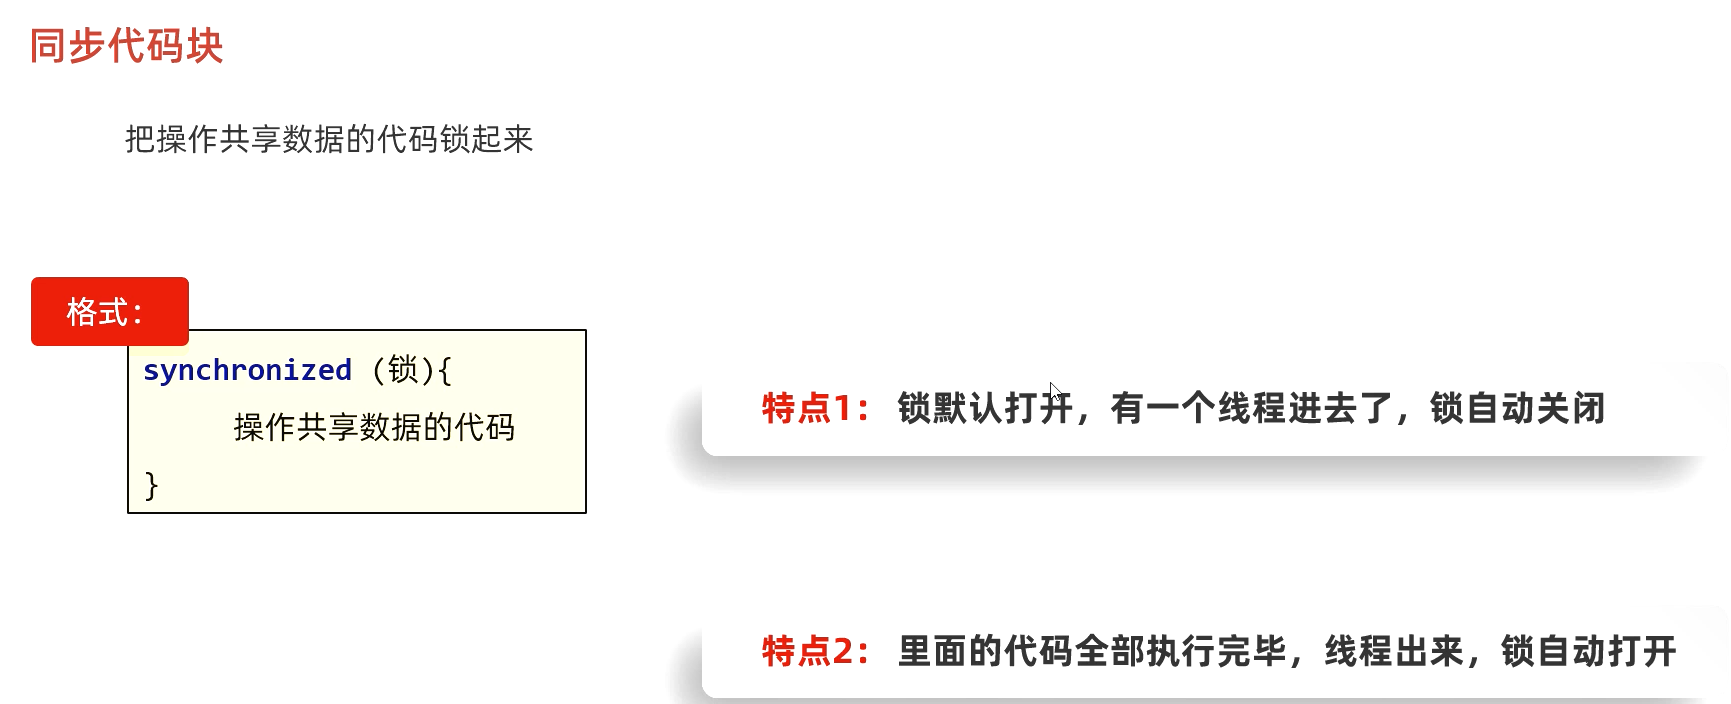 同步代码块
把操作共享数据的代码锁起来
格式：
synchronized (锁){
操作共享数据的代码
}
特点1： 锁默认打开，有一个线程进去了，锁自动关闭
特点2： 里面的代码全部执行完毕，线程出来，锁自动打开